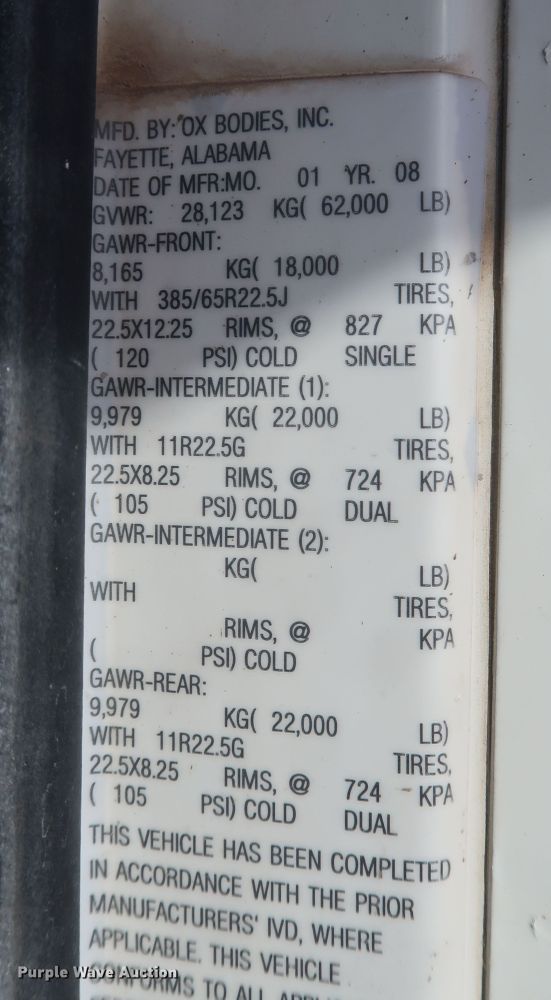 MFD. BY: OX BODIES, INC.
FAYETTE, ALABAMA
DATE OF MFR:MO. 01 YR. 08
GVWR: 28,123 KG( 62,000 LB)
GAWR-FRONT:
8,165 KG( 18,000 LB)
WITH 385/65R22.5J TIRES,
22.5X12.25 RIMS, @ 827 KPA
( 120 PSI) COLD SINGLE
GAWR-INTERMEDIATE (1):
9,979 KG( 22,000 LB)
WITH 11R22.5G TIRES,
22.5X8.25 RIMS, @ 724 KPA
( 105 PSI) COLD DUAL
GAWR-INTERMEDIATE (2):
KG( LB)
WITH TIRES,
RIMS, @ KPA
( PSI) COLD
GAWR-REAR:
9,979 KG( 22,000 LB)
WITH 11R22.5G TIRES,
22.5X8.25 RIMS, @ 724 KPA
( 105 PSI) COLD DUAL
THIS VEHICLE HAS BEEN COMPLETED
IN ACCORDANCE WITH THE PRIOR
MANUFACTURERS' IVD, WHERE
APPLICABLE. THIS VEHICLE
CONFORMS TO ALL
Purple Wave Auction